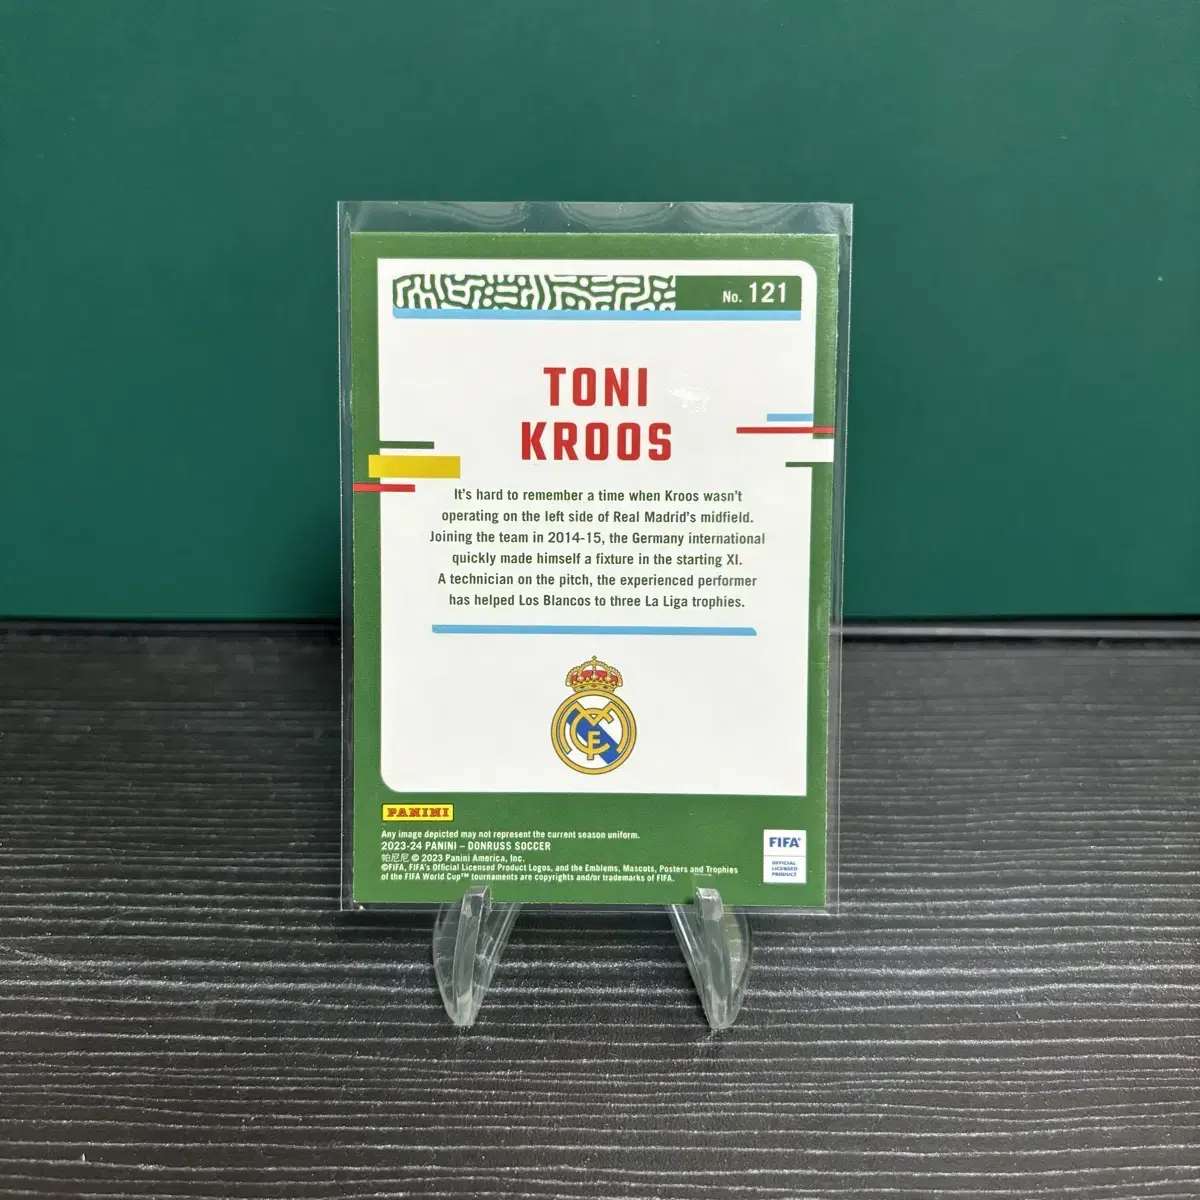 No. 121
TONI
KROOS
It's hard to remember a time when Kroos wasn't
operating on the left side of Real Madrid's midfield.
Joining the team in 2014-15, the Germany international
quickly made himself a fixture in the starting XI.
A technician on the pitch, the experienced performer
has helped Los Blancos to three La Liga trophies.
PANINI
Any image depicted may not represent the current season uniform.
2023-24 PANINI – DONRUSS SOCCER
帕尼尼 © 2023 Panini America, Inc.
©FIFA, FIFA's Official Licensed Product Logos, and the Emblems, Mascots, Posters and Trophies
of the FIFA World Cup™ tournaments are copyrights and/or trademarks of FIFA.
FIFA®
OFFICIAL
LICENSED
PRODUCT